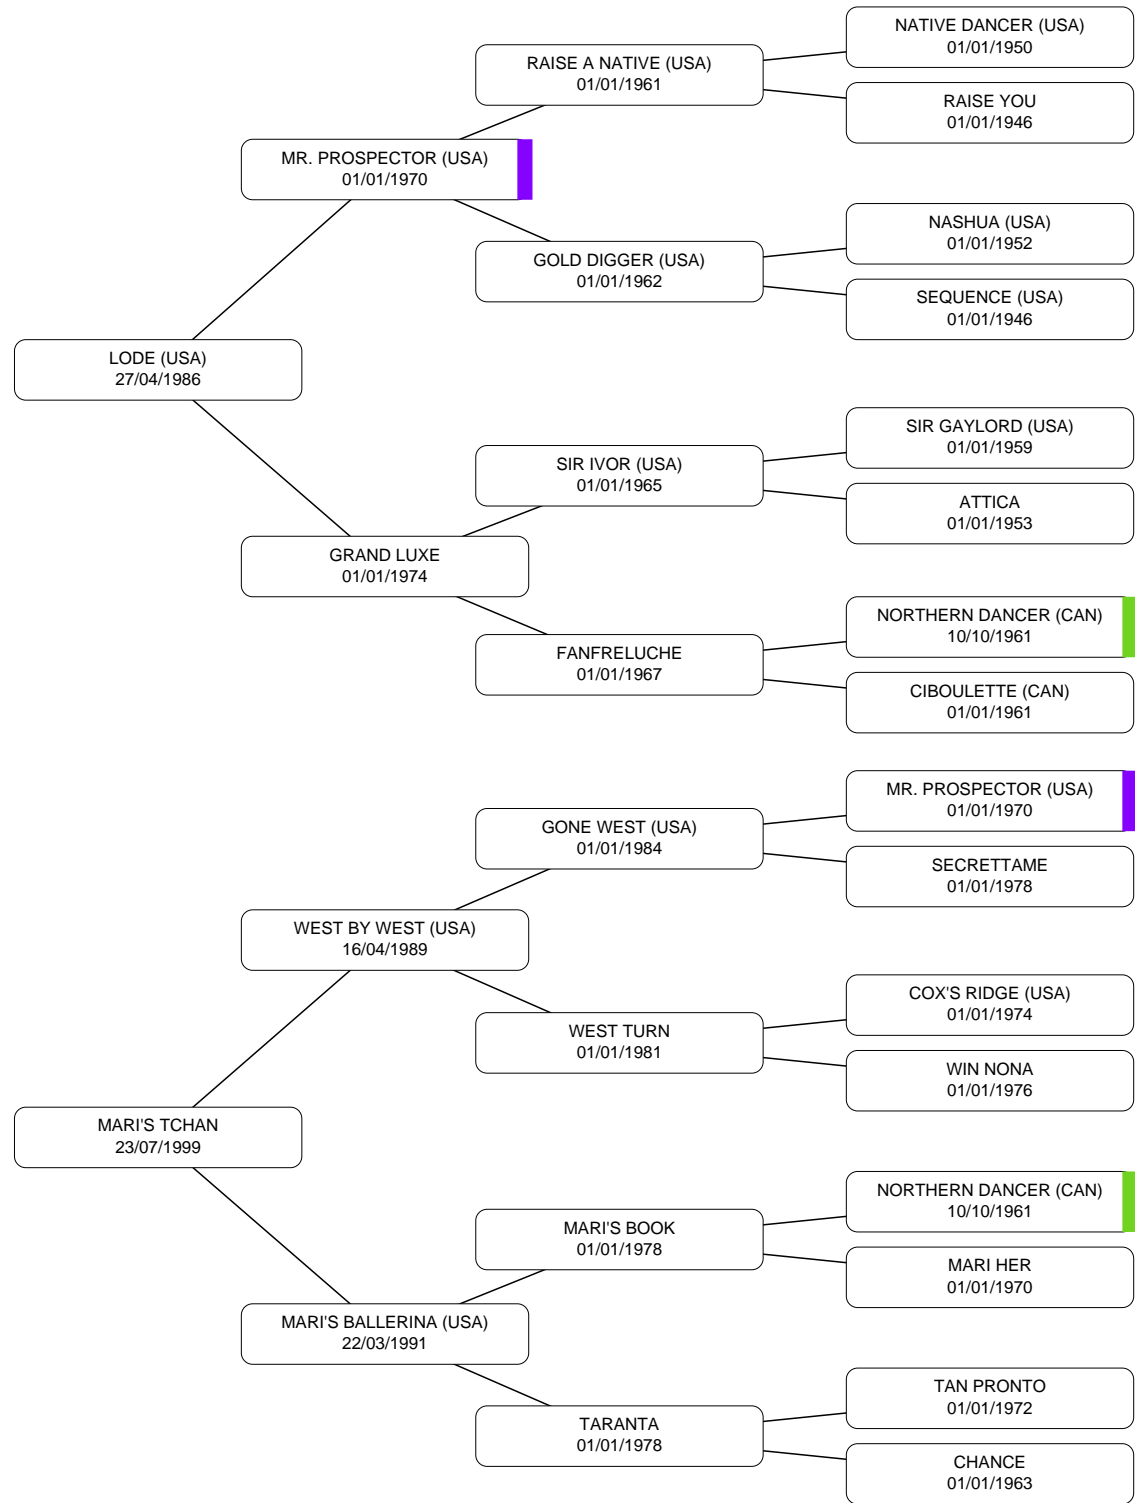 NATIVE DANCER (USA)
01/01/1950
RAISE A NATIVE (USA)
01/01/1961
RAISE YOU
01/01/1946
MR. PROSPECTOR (USA)
01/01/1970
NASHUA (USA)
01/01/1952
GOLD DIGGER (USA)
01/01/1962
SEQUENCE (USA)
01/01/1946
LODE (USA)
27/04/1986
SIR GAYLORD (USA)
01/01/1959
SIR IVOR (USA)
01/01/1965
ATTICA
01/01/1953
GRAND LUXE
01/01/1974
NORTHERN DANCER (CAN)
10/10/1961
FANFRELUCHE
01/01/1967
CIBOULETTE (CAN)
01/01/1961
MR. PROSPECTOR (USA)
01/01/1970
GONE WEST (USA)
01/01/1984
SECRETTAME
01/01/1978
WEST BY WEST (USA)
16/04/1989
COX'S RIDGE (USA)
01/01/1974
WEST TURN
01/01/1981
WIN NONA
01/01/1976
MARI'S TCHAN
23/07/1999
NORTHERN DANCER (CAN)
10/10/1961
MARI'S BOOK
01/01/1978
MARI HER
01/01/1970
MARI'S BALLERINA (USA)
22/03/1991
TAN PRONTO
01/01/1972
TARANTA
01/01/1978
CHANCE
01/01/1963